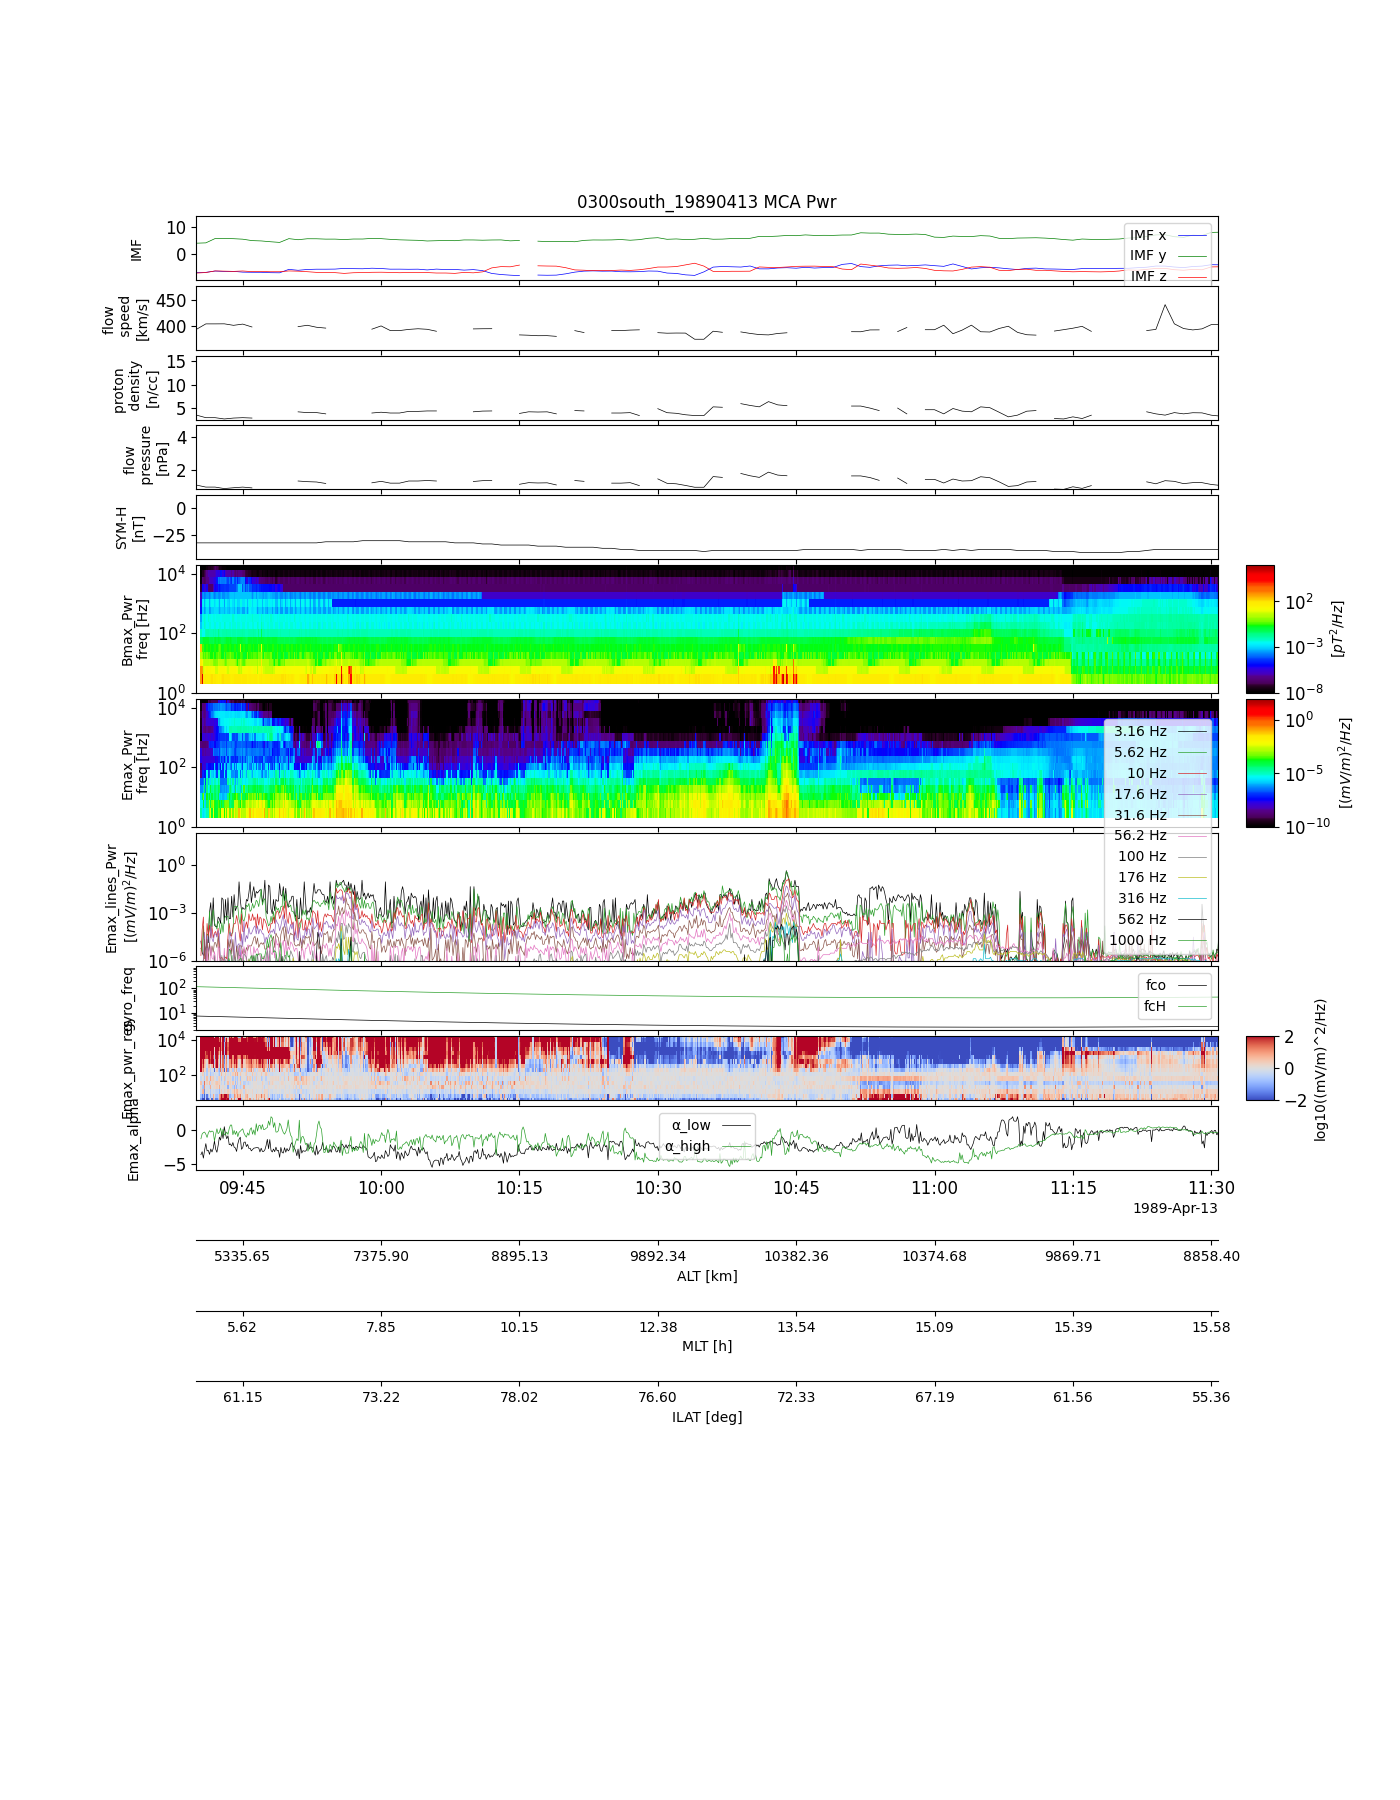 0300south_19890413 MCA Pwr
IMF
10
0
IMF x
IMF y
IMF z
flow
speed
[km/s]
450
400
proton
density
[n/cc]
15
10
5
flow
pressure
[nPa]
4
2
SYM-H
[nT]
0
−25
Bmax_Pwr
freq [Hz]
10^4
10^2
10^0
10^2
10^−3
10^−8
[pT^2/Hz]
Emax_Pwr
freq [Hz]
10^4
10^2
10^0
10^0
10^−5
10^−10
[(mV/m)^2/Hz]
3.16 Hz
5.62 Hz
10 Hz
17.6 Hz
31.6 Hz
56.2 Hz
100 Hz
176 Hz
316 Hz
562 Hz
1000 Hz
Emax_lines_Pwr
[(mV/m)^2/Hz]
10^0
10^−3
10^−6
gyro_freq
10^2
10^1
fco
fcH
Emax_pwr_req
10^4
10^2
2
0
−2
log10((mV/m)^2/Hz)
Emax_alpha
0
−5
α_low
α_high
09:45 10:00 10:15 10:30 10:45 11:00 11:15 11:30
1989-Apr-13
5335.65 7375.90 8895.13 9892.34 10382.36 10374.68 9869.71 8858.40
ALT [km]
5.62 7.85 10.15 12.38 13.54 15.09 15.39 15.58
MLT [h]
61.15 73.22 78.02 76.60 72.33 67.19 61.56 55.36
ILAT [deg]